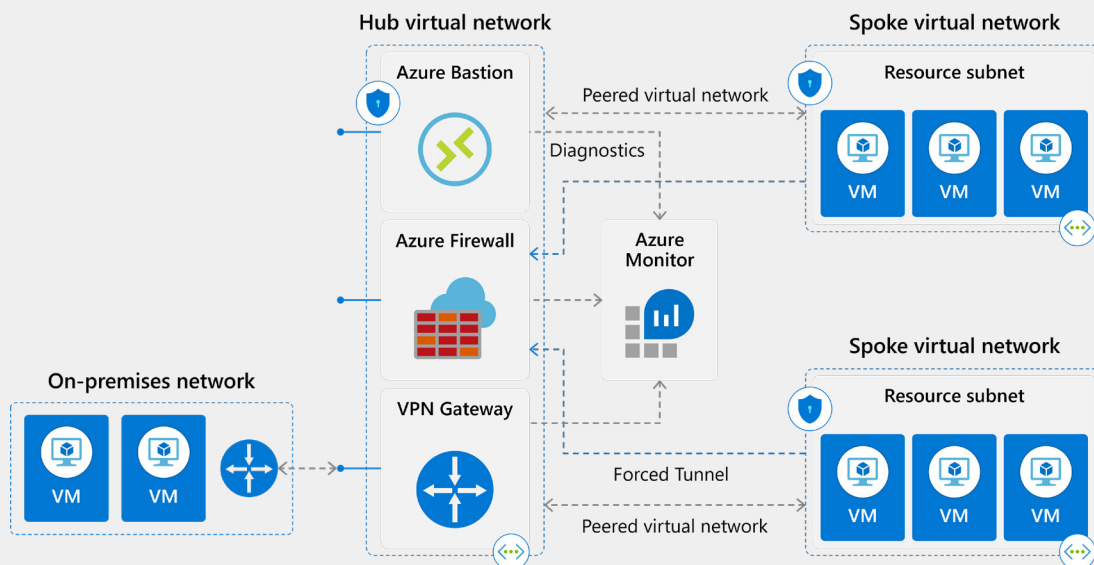 Hub virtual network
Spoke virtual network
Azure Bastion
Resource subnet
Peered virtual network
Diagnostics
VM
VM
VM
Azure Firewall
Azure
Monitor
Spoke virtual network
On-premises network
VPN Gateway
Resource subnet
VM
VM
Forced Tunnel
VM
VM
VM
Peered virtual network